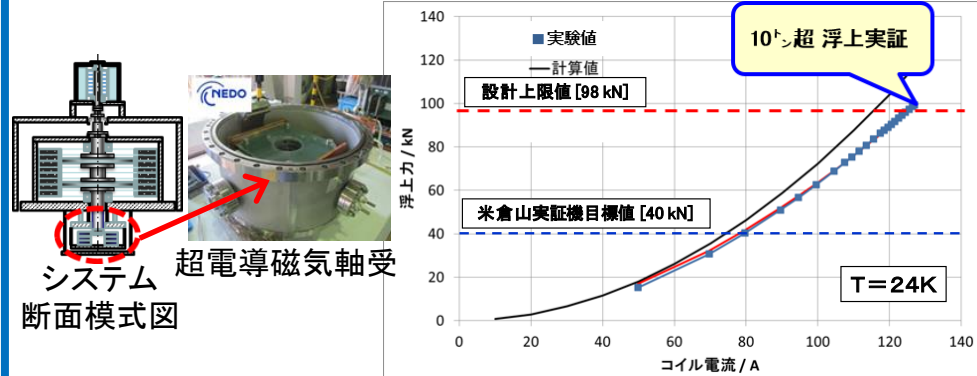 NEDO
システム
断面模式図
超電導磁気軸受
浮上力/kN
140
120
100
80
60
40
20
0
実験値
計算値
設計上限値[98 kN]
米倉山実証機目標値[40 kN]
10㌧超 浮上実証
T＝24K
0 20 40 60 80 100 120 140
コイル電流/A